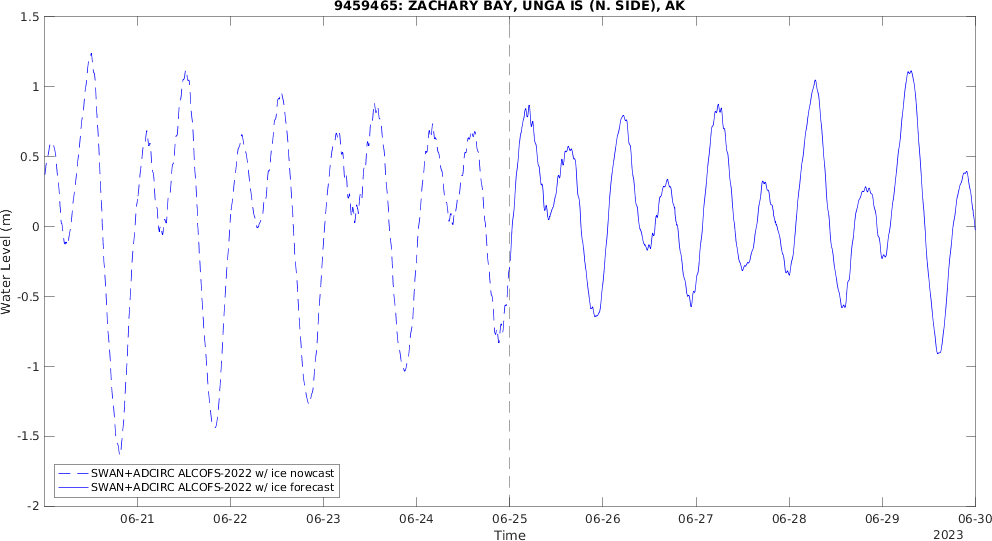 9459465: ZACHARY BAY, UNGA IS (N. SIDE), AK
1.5
1
0.5
0
-0.5
-1
-1.5
-2
Water Level (m)
SWAN+ADCIRC ALCOFS-2022 w/ ice nowcast
SWAN+ADCIRC ALCOFS-2022 w/ ice forecast
06-21 06-22 06-23 06-24 06-25 06-26 06-27 06-28 06-29 06-30
Time
2023